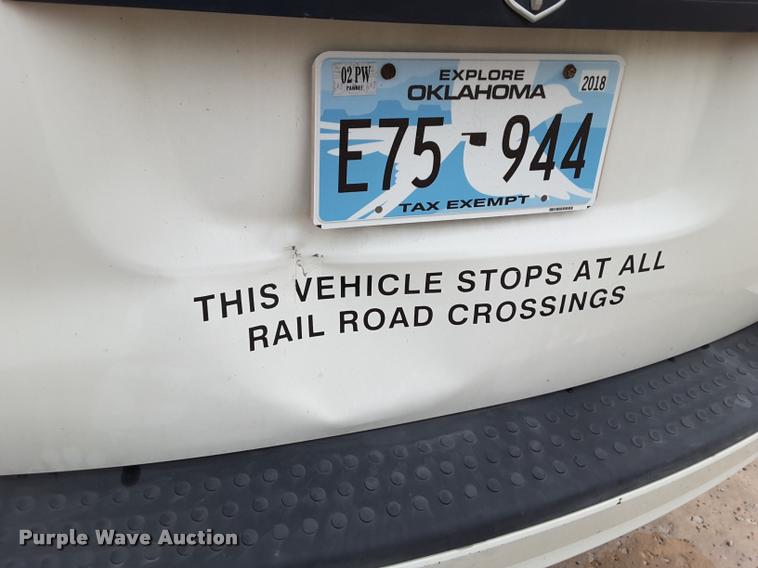 02 PW
PAWNEE
EXPLORE
OKLAHOMA
2018
E75 944
TAX EXEMPT
THIS VEHICLE STOPS AT ALL
RAIL ROAD CROSSINGS
Purple Wave Auction